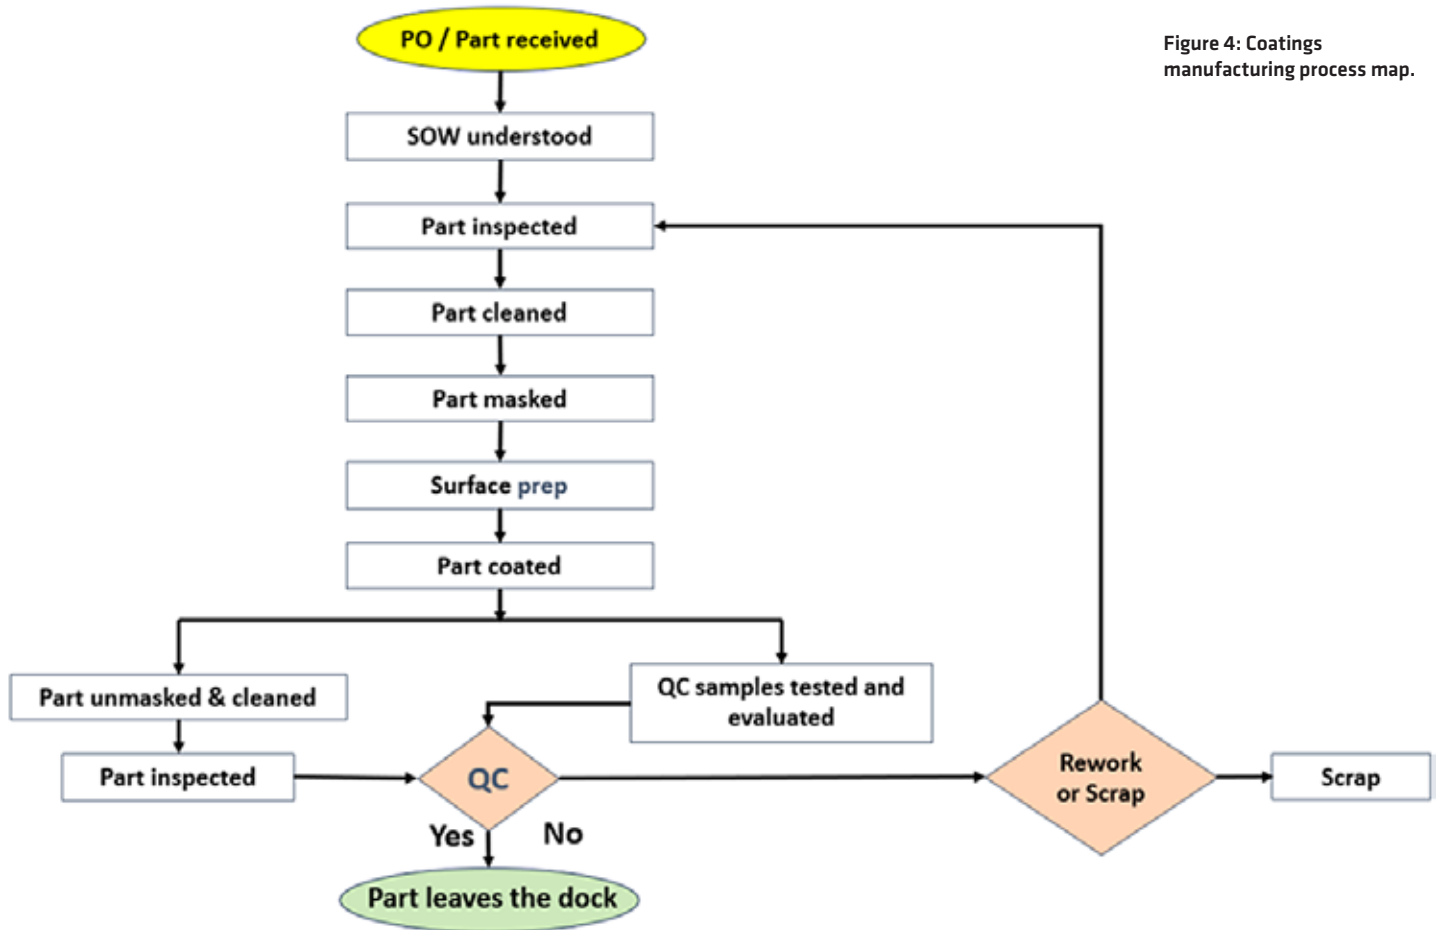 PO / Part received
Figure 4: Coatings
manufacturing process map.
SOW understood
Part inspected
Part cleaned
Part masked
Surface prep
Part coated
Part unmasked & cleaned
QC samples tested and
evaluated
Part inspected
QC
Rework
or Scrap
Scrap
Yes
No
Part leaves the dock